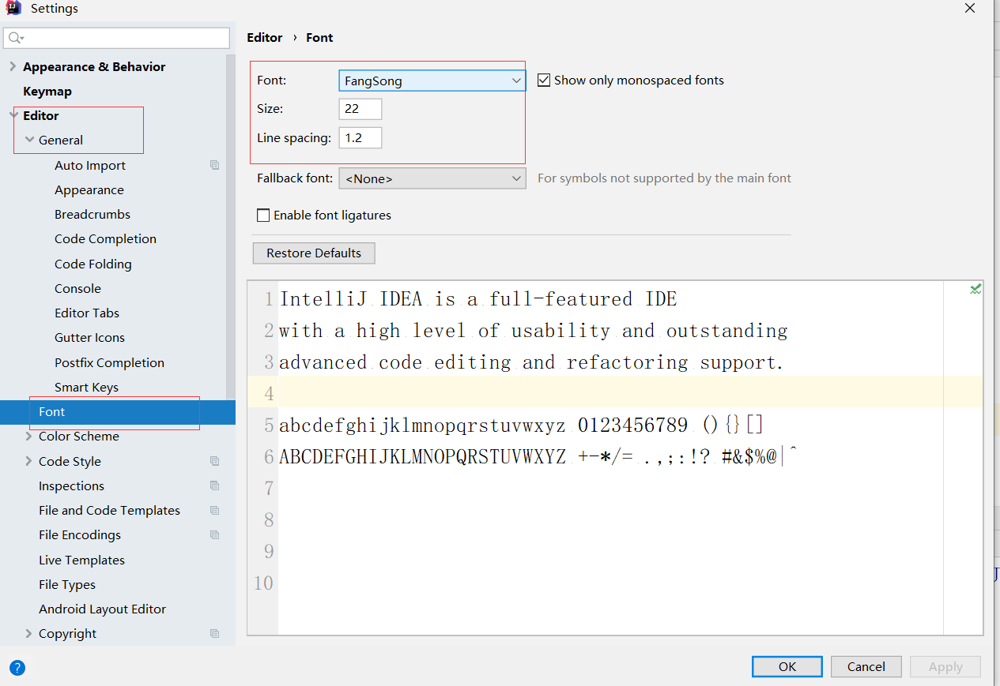 Settings
Appearance & Behavior
Keymap
Editor
General
Auto Import
Appearance
Breadcrumbs
Code Completion
Code Folding
Console
Editor Tabs
Gutter Icons
Postfix Completion
Smart Keys
Font
Color Scheme
Code Style
Inspections
File and Code Templates
File Encodings
Live Templates
File Types
Android Layout Editor
Copyright
Editor › Font
Font: FangSong Show only monospaced fonts
Size: 22
Line spacing: 1.2
Fallback font: <None> For symbols not supported by the main font
Enable font ligatures
Restore Defaults
1 IntelliJ IDEA is a full-featured IDE
2 with a high level of usability and outstanding
3 advanced code editing and refactoring support.
4
5 abcdefghijklmnopqrstuvwxyz 0123456789 (){}[]
6 ABCDEFGHIJKLMNOPQRSTUVWXYZ +-*/= .,;:!? #&$%@|^
7
8
9
10
? OK Cancel Apply